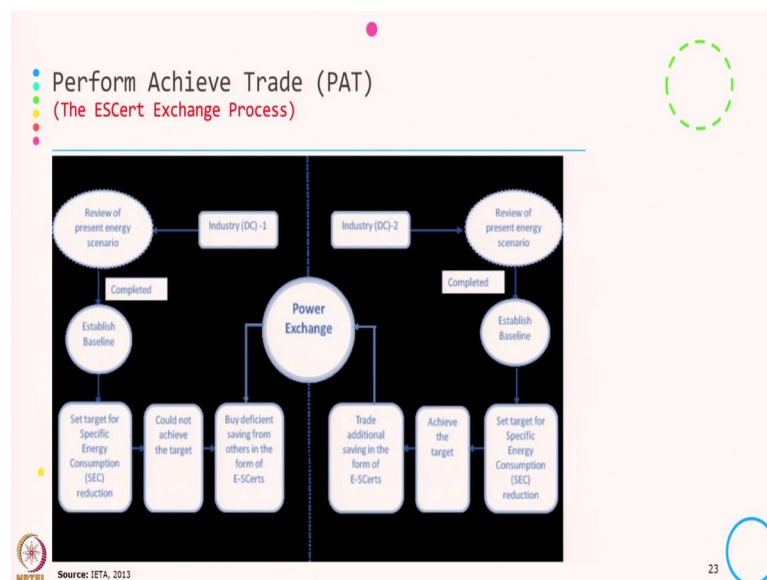 Perform Achieve Trade (PAT)
(The ESCert Exchange Process)
Review of
present energy
scenario
Industry (DC) -1
Industry (DC)-2
Review of
present energy
scenario
Completed
Completed
Establish
Baseline
Power
Exchange
Establish
Baseline
Set target for
Specific
Energy
Consumption
(SEC)
reduction
Could not
achieve
the target
Buy deficient
saving from
others in the
form of
E-SCerts
Trade
additional
saving in the
form of
E-SCerts
Achieve
the
target
Set target for
Specific
Energy
Consumption
(SEC)
reduction
NPTEL
Source: IETA, 2013
23